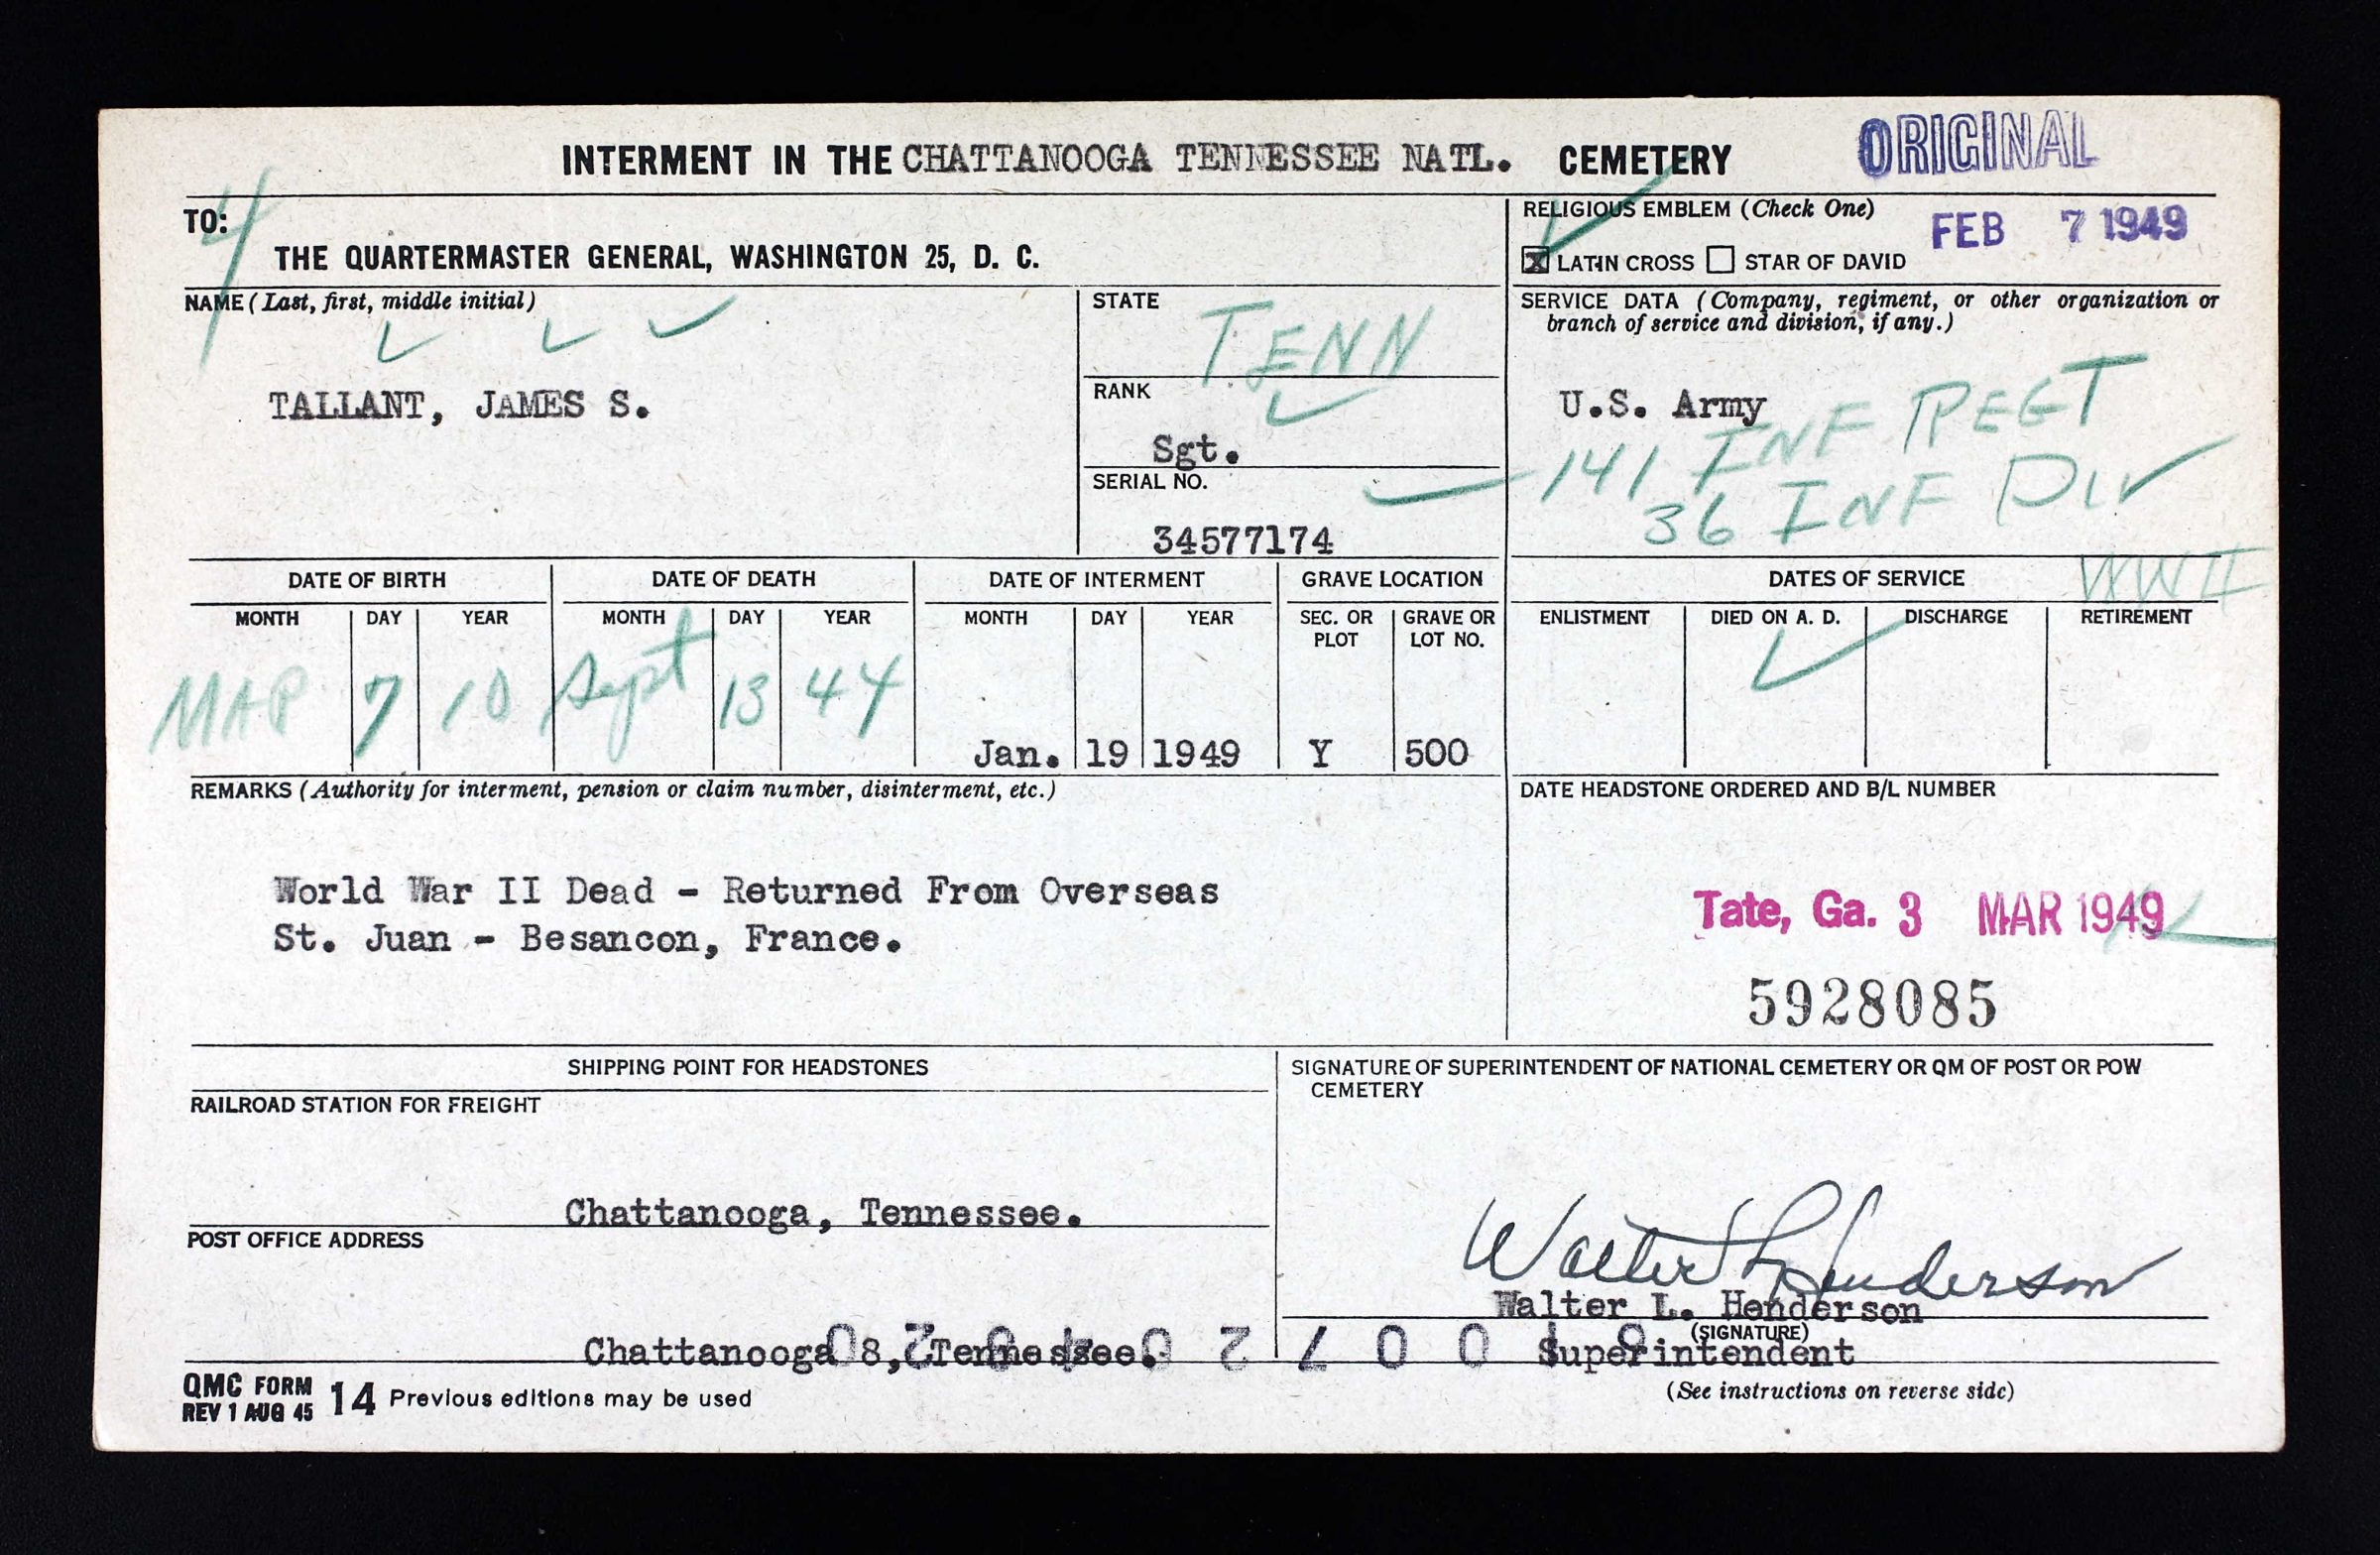 INTERMENT IN THE CHATTANOOGA TENNESSEE NATL. CEMETERY
ORIGINAL
4
TO:
THE QUARTERMASTER GENERAL, WASHINGTON 25, D. C.
RELIGIOUS EMBLEM (Check One)
FEB 7 1949
X LATIN CROSS STAR OF DAVID
NAME (Last, first, middle initial)
TALLANT, JAMES S.
STATE
TENN
RANK
Sgt.
SERIAL NO.
34577174
SERVICE DATA (Company, regiment, or other organization or
branch of service and division, if any.)
U.S. Army
141 INF REGT
36 INF DIV
WWII
DATE OF BIRTH DATE OF DEATH DATE OF INTERMENT GRAVE LOCATION DATES OF SERVICE
MONTH DAY YEAR MONTH DAY YEAR MONTH DAY YEAR SEC. OR PLOT GRAVE OR LOT NO. ENLISTMENT DIED ON A. D. DISCHARGE RETIREMENT
MAR 7 10 Sept 13 44 Jan. 19 1949 Y 500
REMARKS (Authority for interment, pension or claim number, disinterment, etc.)
World War II Dead - Returned From Overseas
St. Juan - Besancon, France.
DATE HEADSTONE ORDERED AND B/L NUMBER
Tate, Ga. 3 MAR 1949
5928085
SHIPPING POINT FOR HEADSTONES
RAILROAD STATION FOR FREIGHT
Chattanooga, Tennessee.
POST OFFICE ADDRESS
Chattanooga 8, Tennessee.
SIGNATURE OF SUPERINTENDENT OF NATIONAL CEMETERY OR QM OF POST OR POW
CEMETERY
Walter L. Henderson
Walter L. Henderson
(SIGNATURE)
Superintendent
QMC FORM 14 Previous editions may be used
REV 1 AUG 45
(See instructions on reverse side)